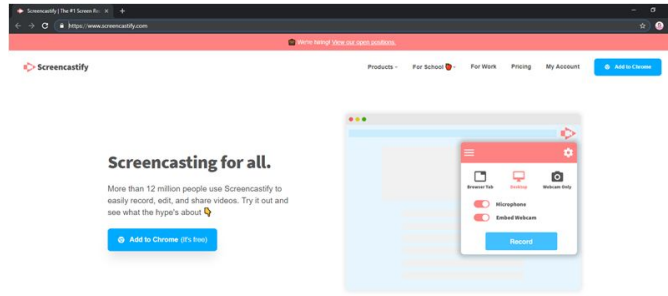 Screencastify | The #1 Screen Re
https://www.screencastify.com
We're hiring! View our open positions.
Screencastify
Products
For School
For Work
Pricing
My Account
Add to Chrome
Screencasting for all.
More than 12 million people use Screencastify to
easily record, edit, and share videos. Try it out and
see what the hype's about
Add to Chrome (It's free)
Browser Tab
Desktop
Webcam Only
Microphone
Embed Webcam
Record